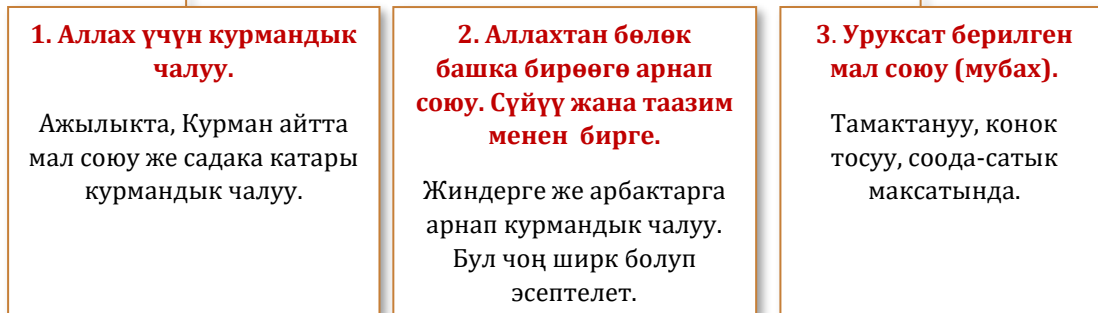 1. Аллах үчүн курмандык
чалуу.
Ажылыкта, Курман айтта
мал союу же садака катары
курмандык чалуу.
2. Аллахтан бөлөк
башка бирөөгө арнап
союу. Сүйүү жана таазим
менен бирге.
Жиндерге же арбактарга
арнап курмандык чалуу.
Бул чоң ширк болуп
эсептелет.
3. Уруксат берилген
мал союу (мубах).
Тамактануу, конок
тосуу, соода-сатык
максатында.